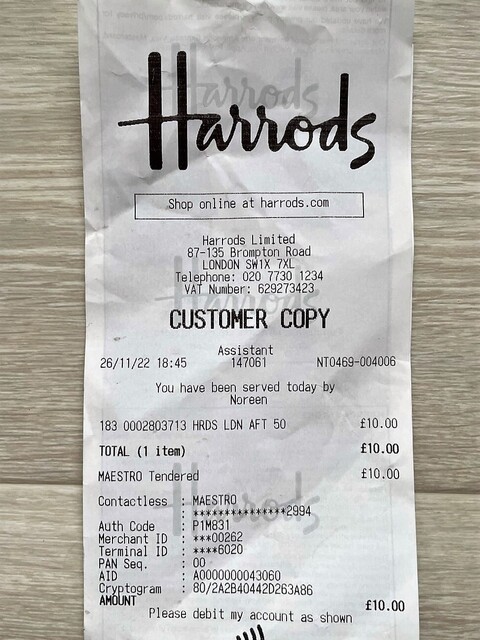 Harrods
Shop online at harrods.com
Harrods Limited
87-135 Brompton Road
LONDON SW1X 7XL
Telephone: 020 7730 1234
VAT Number: 629273423
CUSTOMER COPY
Assistant
26/11/22 18:45 147061 NT0469-004006
You have been served today by
Noreen
183 0002803713 HRDS LDN AFT 50 £10.00
TOTAL (1 item) £10.00
MAESTRO Tendered £10.00
Contactless : MAESTRO
: ***************2994
Auth Code : P1M831
Merchant ID : ***00262
Terminal ID : ****6020
PAN Seq. : 00
AID : A0000000043060
Cryptogram : 80/2A2B40442D263A86
AMOUNT £10.00
Please debit my account as shown